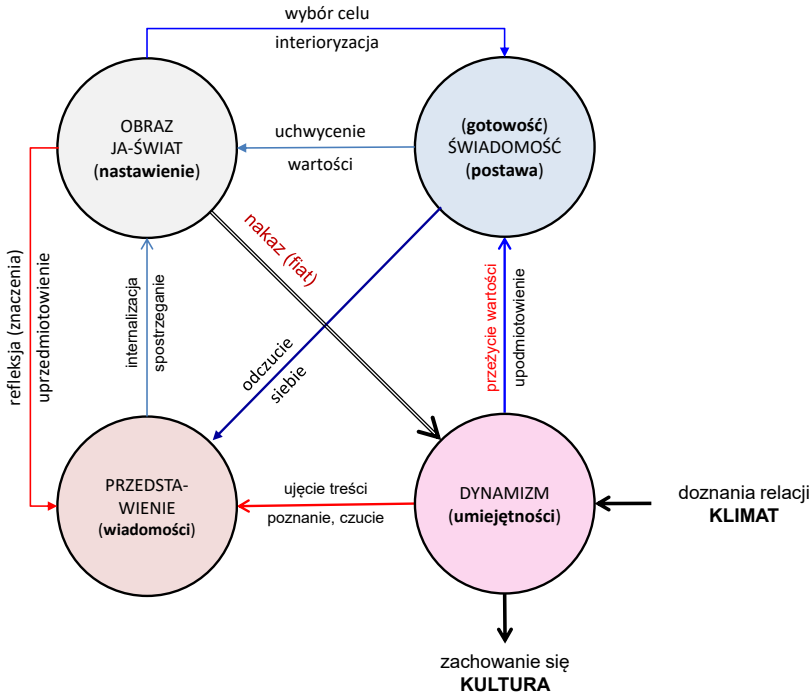 wybór celu
interioryzacja
OBRAZ
JA-ŚWIAT
(nastawienie)
uchwycenie
wartości
(gotowość)
ŚWIADOMOŚĆ
(postawa)
nakaz (fiat)
refleksja (znaczenia)
uprzedmiotowienie
internalizacja
spostrzeganie
odczucie
siebie
przeżycie wartości
upodmiotowienie
PRZEDSTA-
WIENIE
(wiadomości)
ujęcie treści
poznanie, czucie
DYNAMIZM
(umiejętności)
doznania relacji
KLIMAT
zachowanie się
KULTURA